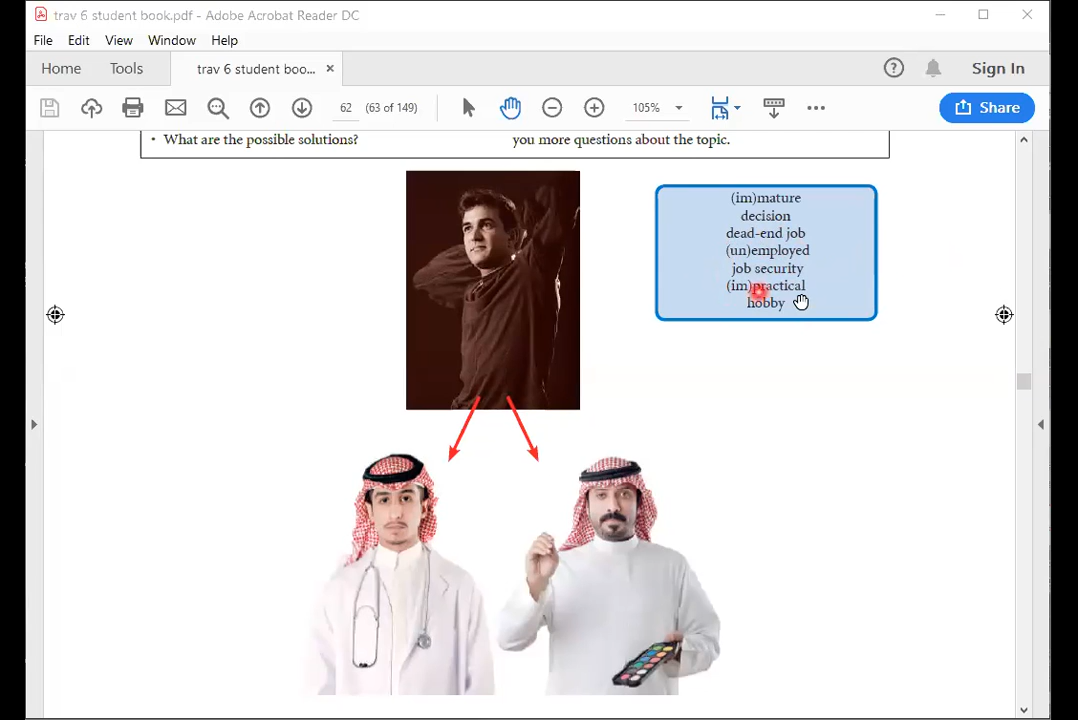 trav 6 student book.pdf - Adobe Acrobat Reader DC
File Edit View Window Help
Home Tools trav 6 student boo... × Sign In
62 (63 of 149) 105% Share
• What are the possible solutions? you more questions about the topic.
(im)mature
decision
dead-end job
(un)employed
job security
(im)practical
hobby